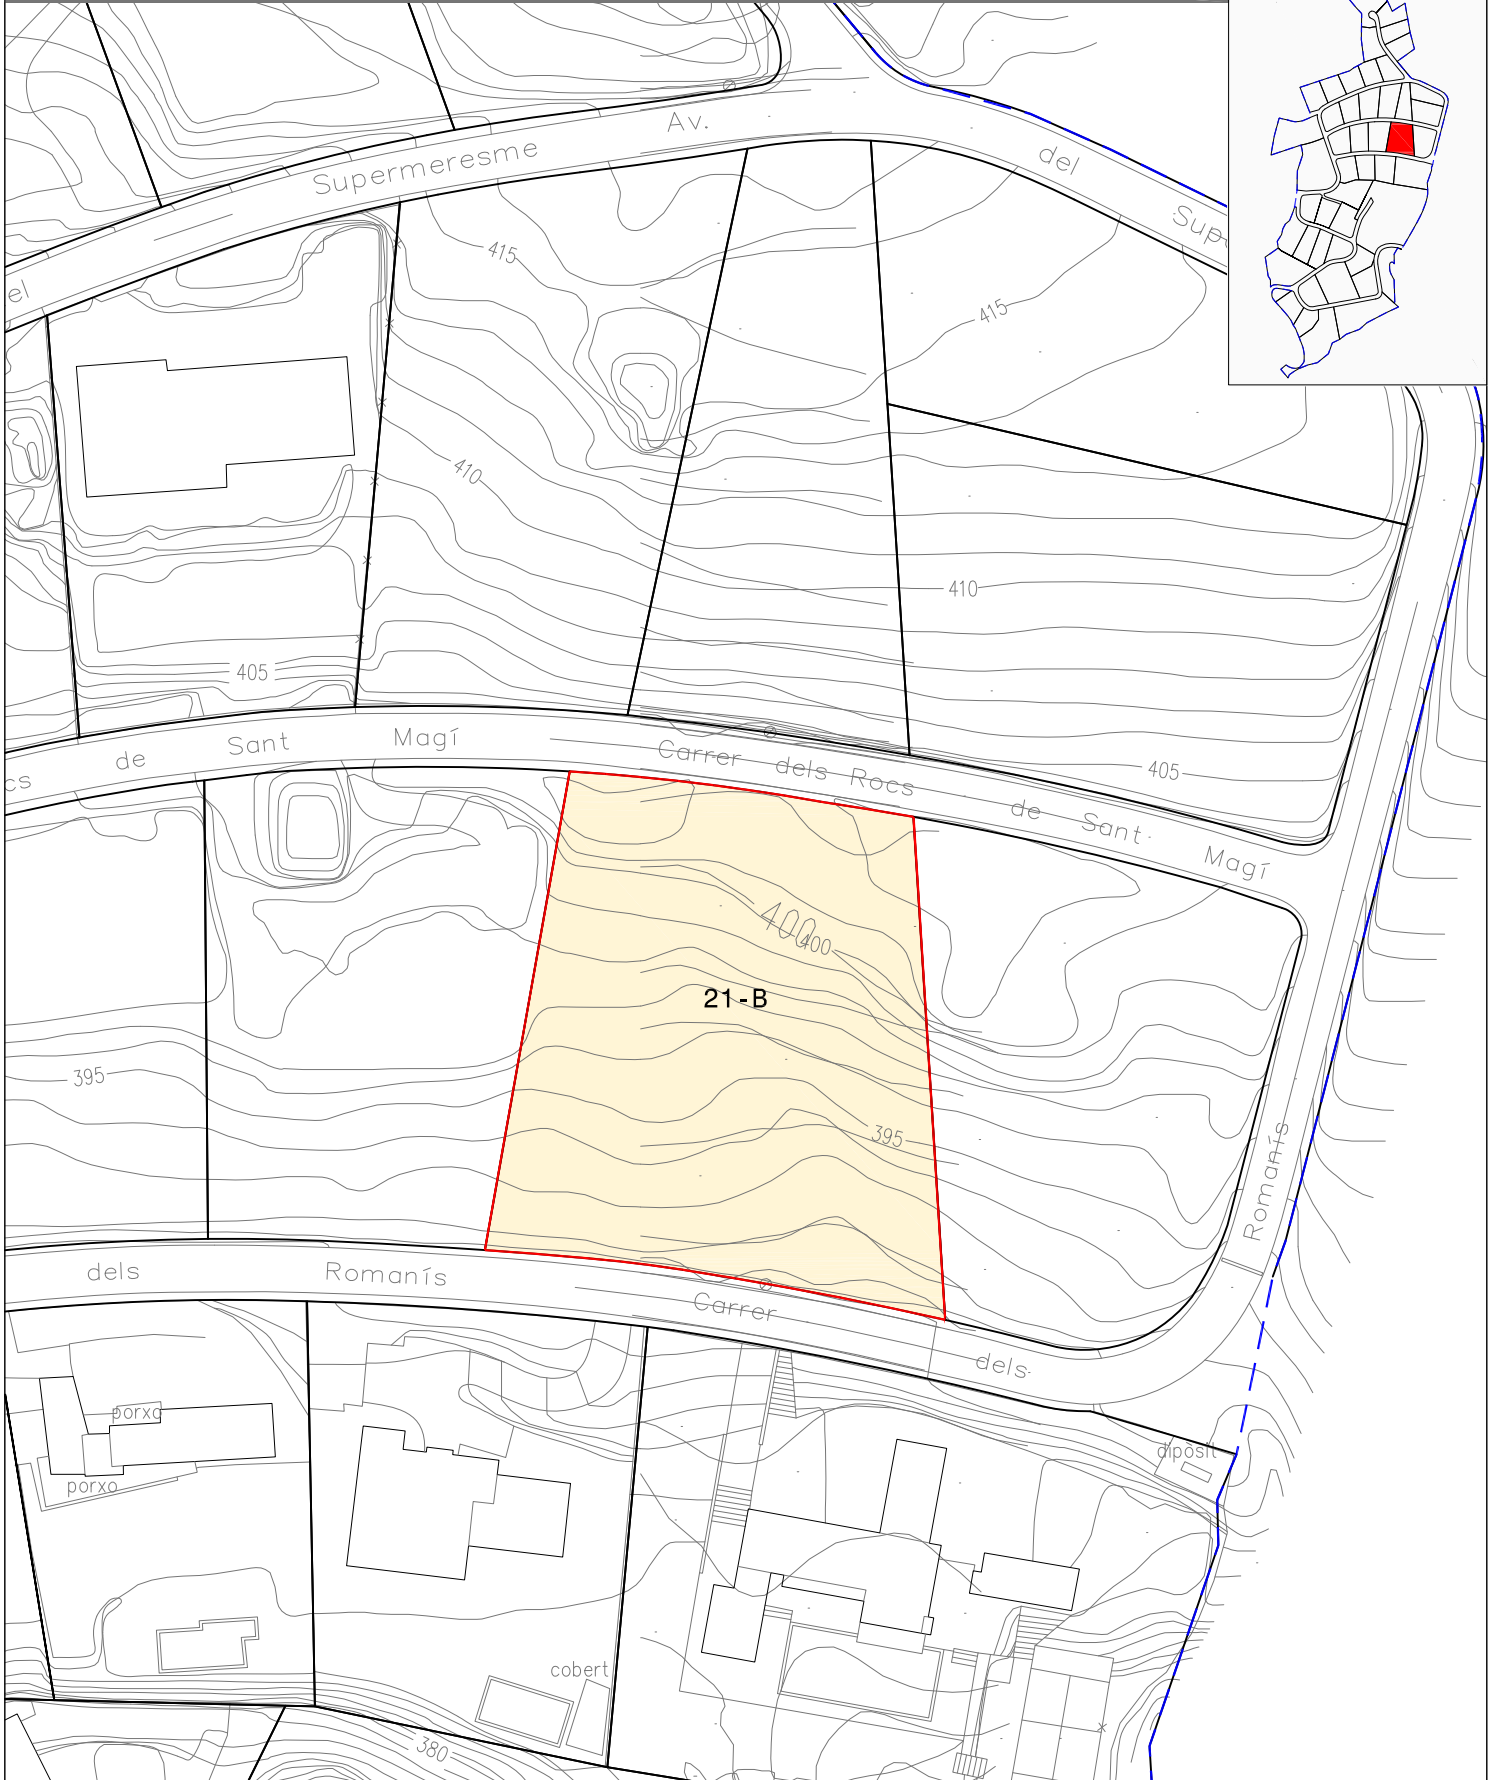 Av.
Supermeresme
del
Sup
el
415
415
410
410
405
405
cs de Sant Magí
Carrer dels Rocs
de Sant Magí
400
400
21-B
395
395
Romanís
dels Romanís
Carrer
dels
porxo
porxo
dipòsit
cobert
380